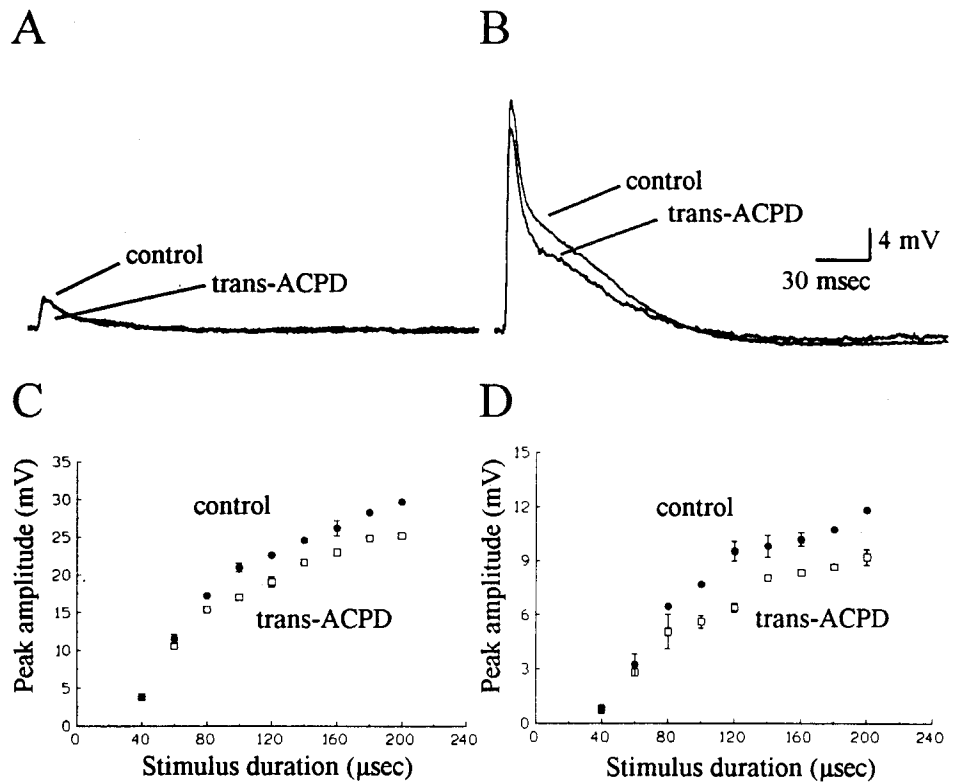 A
B
control
trans-ACPD
control
trans-ACPD
4 mV
30 msec
C
D
Peak amplitude (mV)
35
30
25
20
15
10
5
0
control
trans-ACPD
0 40 80 120 160 200 240
Stimulus duration (μsec)
Peak amplitude (mV)
15
12
9
6
3
0
control
trans-ACPD
0 40 80 120 160 200 240
Stimulus duration (μsec)